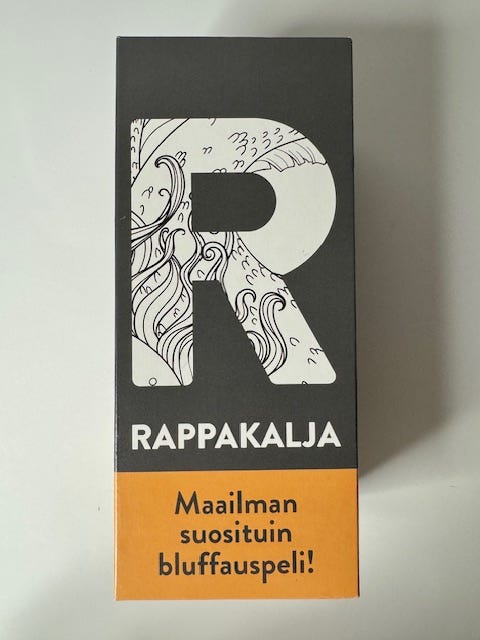 R
RAPPAKALJA
Maailman
suosituin
bluffauspeli!